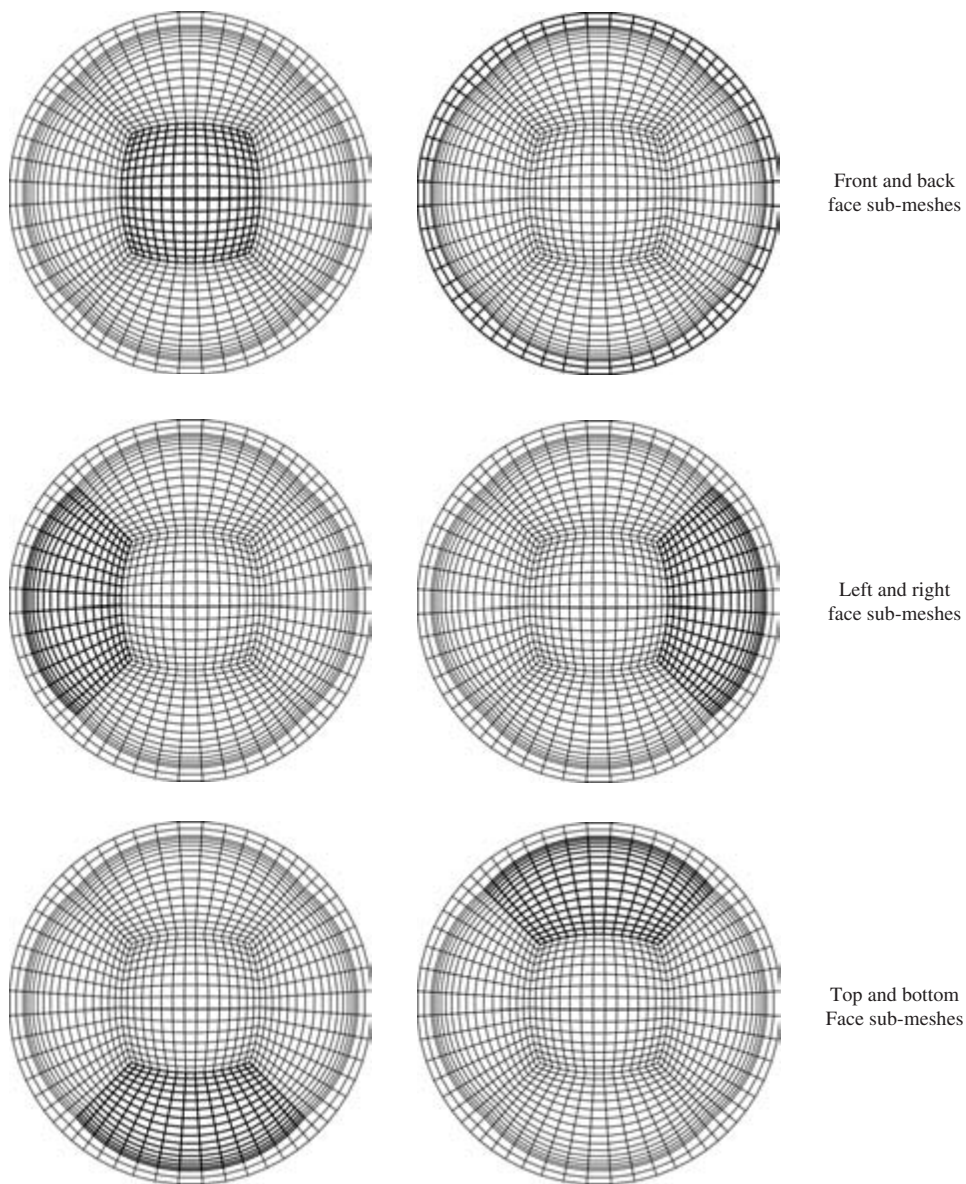 Front and back
face sub-meshes
Left and right
face sub-meshes
Top and bottom
Face sub-meshes